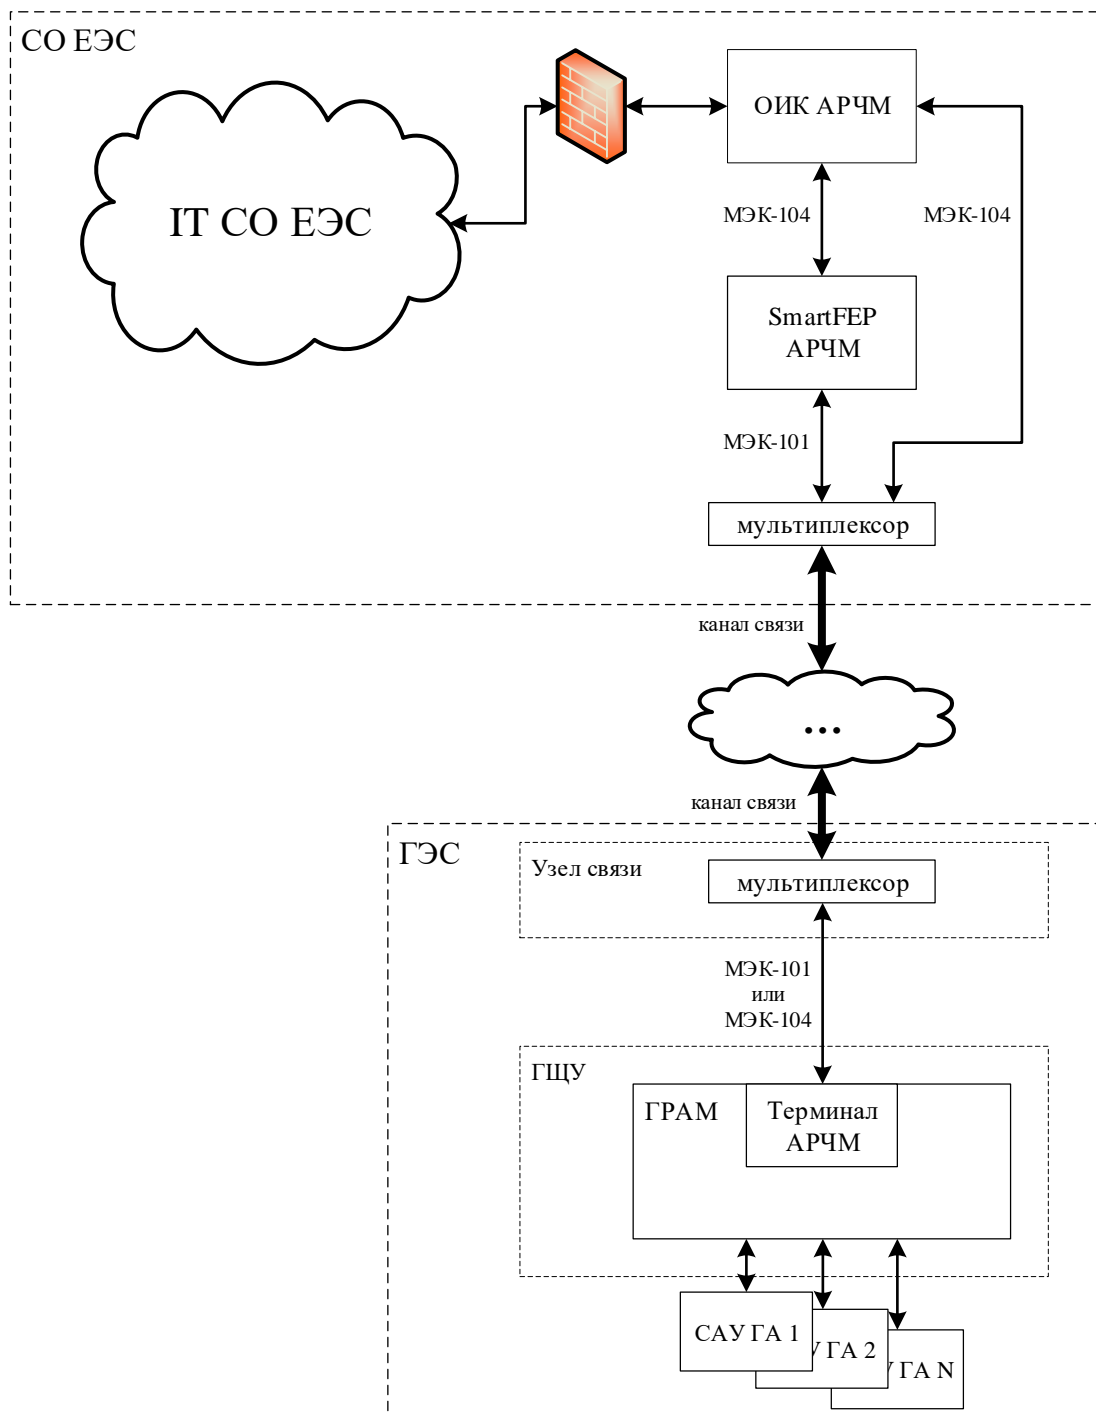 СО ЕЭС
ОИК АРЧМ
IT СО ЕЭС
МЭК-104
МЭК-104
SmartFEP
АРЧМ
МЭК-101
мультиплексор
канал связи
...
канал связи
ГЭС
Узел связи
мультиплексор
МЭК-101
или
МЭК-104
ГЩУ
ГРАМ
Терминал
АРЧМ
САУ ГА 1
У ГА 2
У ГА N